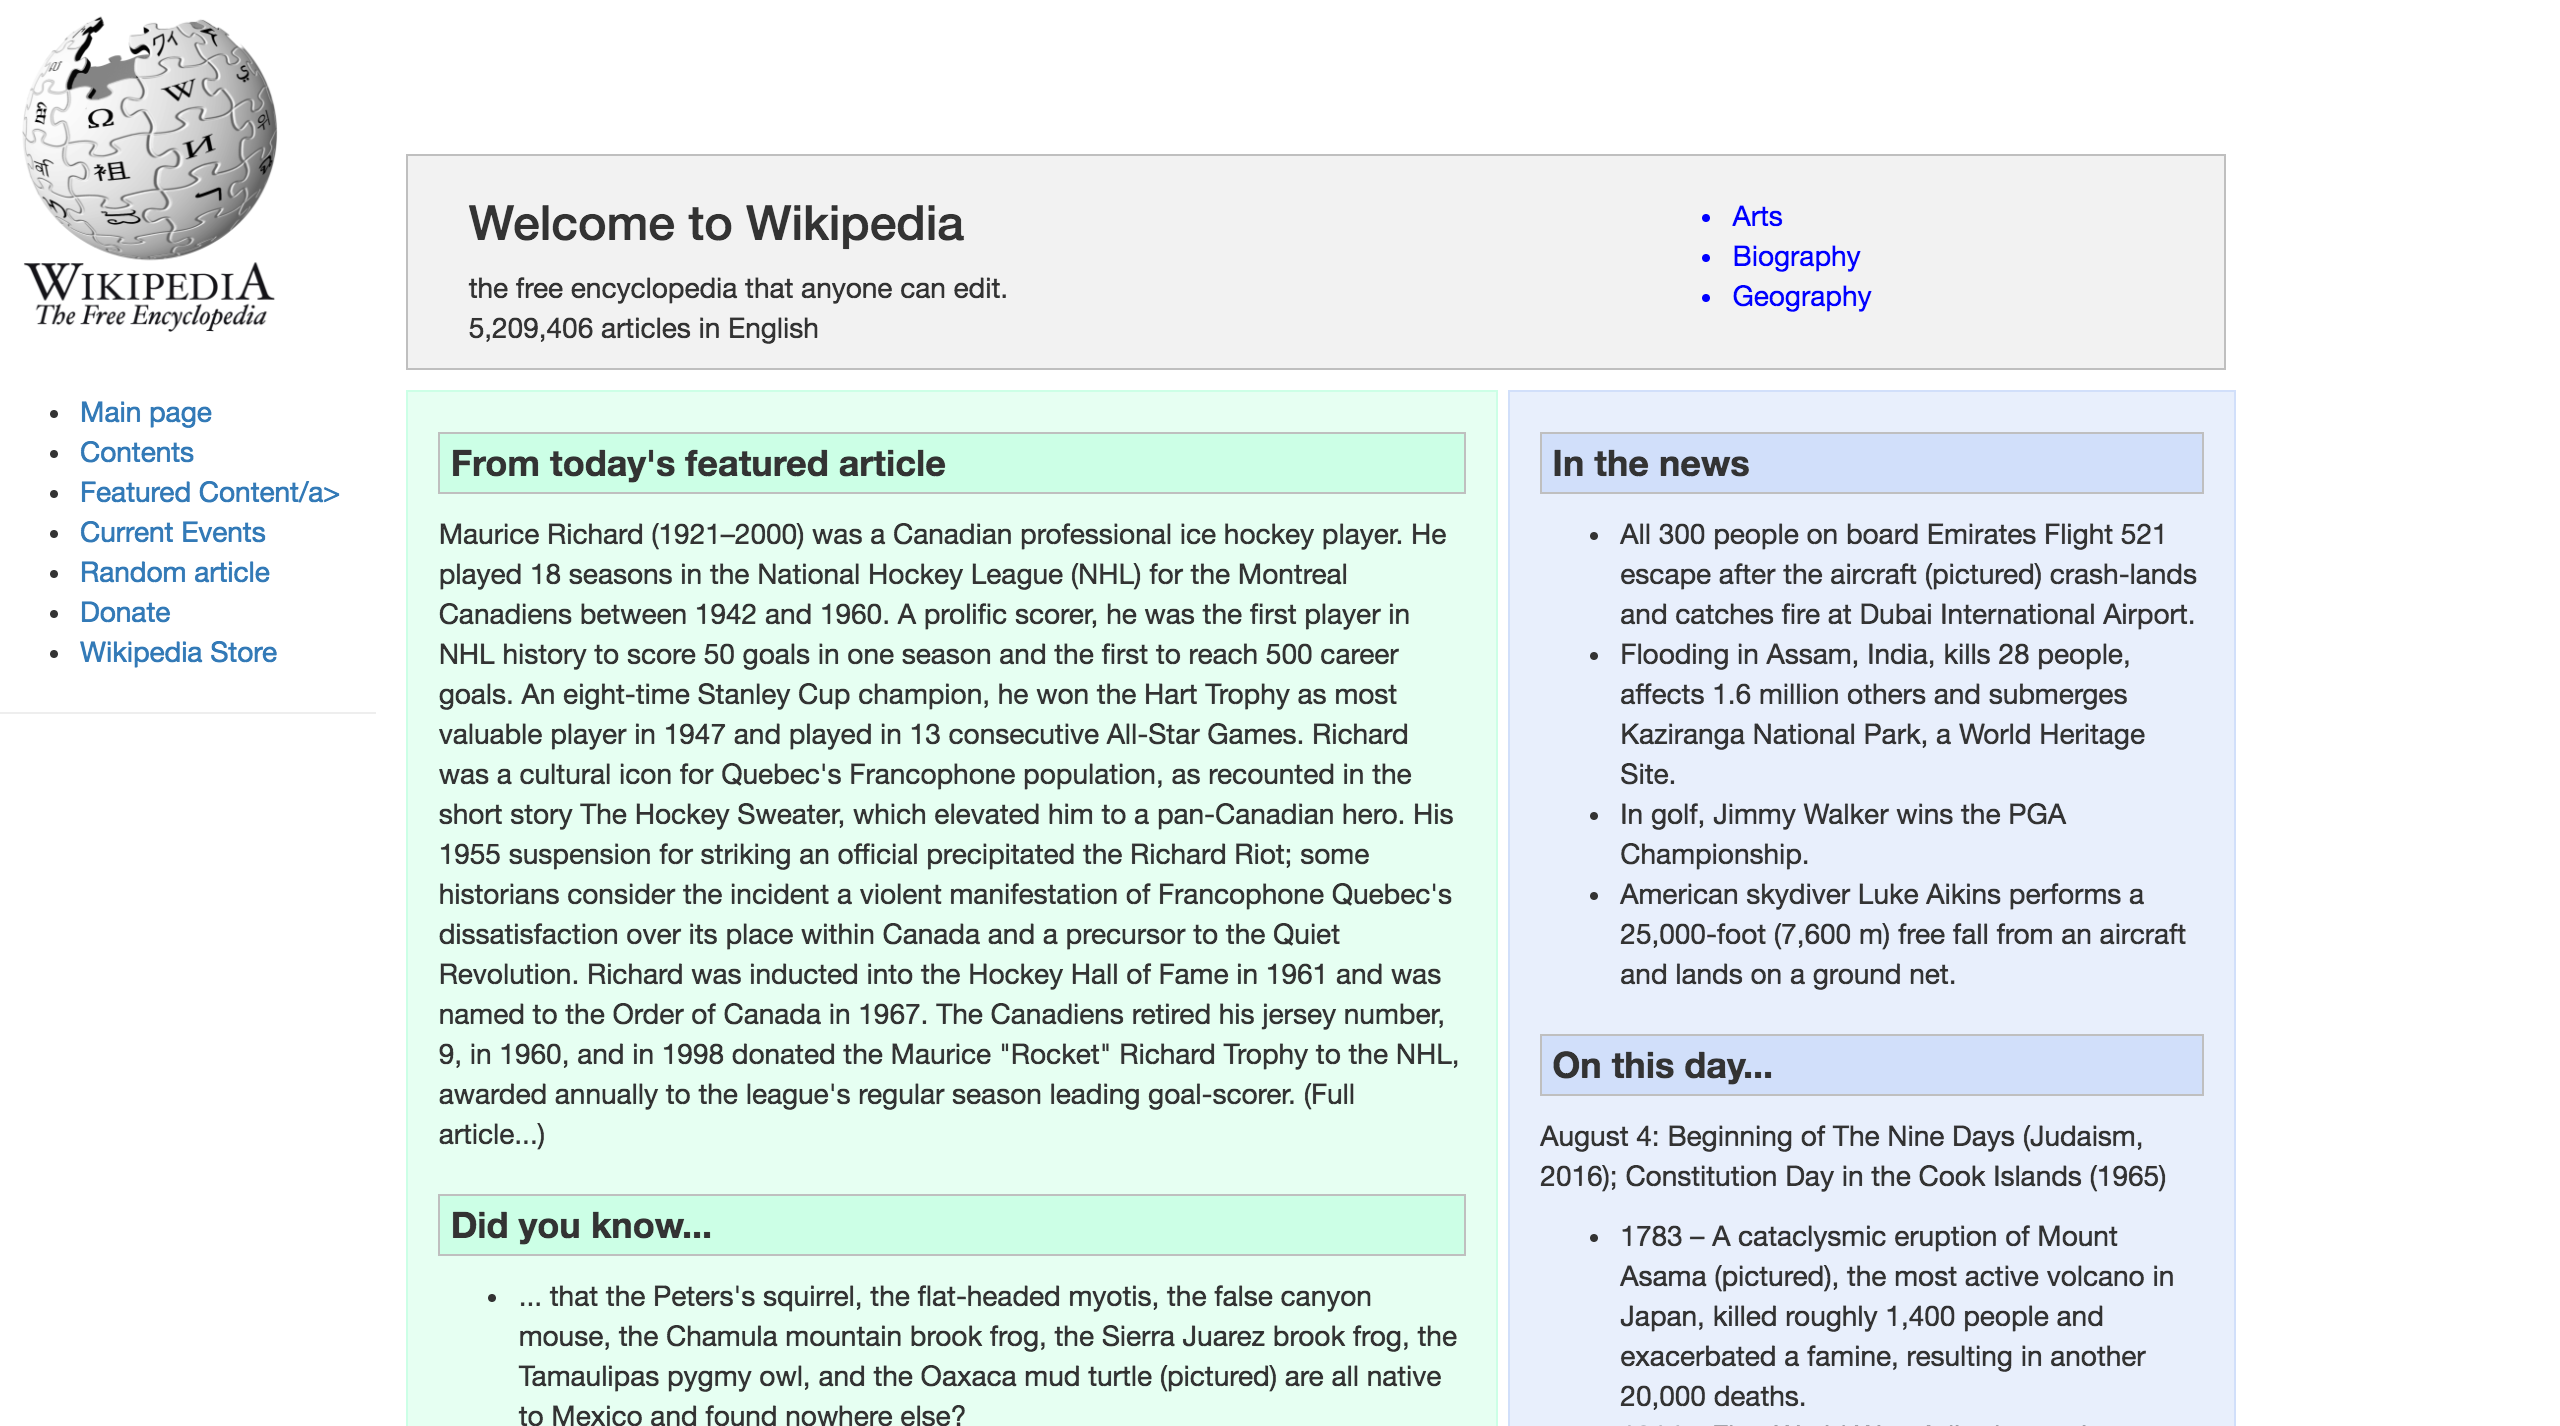 Ω W И 祖
WIKIPEDIA
The Free Encyclopedia
Main page
Contents
Featured Content/a>
Current Events
Random article
Donate
Wikipedia Store
Welcome to Wikipedia
the free encyclopedia that anyone can edit.
5,209,406 articles in English
Arts
Biography
Geography
From today's featured article
Maurice Richard (1921–2000) was a Canadian professional ice hockey player. He
played 18 seasons in the National Hockey League (NHL) for the Montreal
Canadiens between 1942 and 1960. A prolific scorer, he was the first player in
NHL history to score 50 goals in one season and the first to reach 500 career
goals. An eight-time Stanley Cup champion, he won the Hart Trophy as most
valuable player in 1947 and played in 13 consecutive All-Star Games. Richard
was a cultural icon for Quebec's Francophone population, as recounted in the
short story The Hockey Sweater, which elevated him to a pan-Canadian hero. His
1955 suspension for striking an official precipitated the Richard Riot; some
historians consider the incident a violent manifestation of Francophone Quebec's
dissatisfaction over its place within Canada and a precursor to the Quiet
Revolution. Richard was inducted into the Hockey Hall of Fame in 1961 and was
named to the Order of Canada in 1967. The Canadiens retired his jersey number,
9, in 1960, and in 1998 donated the Maurice "Rocket" Richard Trophy to the NHL,
awarded annually to the league's regular season leading goal-scorer. (Full
article...)
Did you know...
... that the Peters's squirrel, the flat-headed myotis, the false canyon
mouse, the Chamula mountain brook frog, the Sierra Juarez brook frog, the
Tamaulipas pygmy owl, and the Oaxaca mud turtle (pictured) are all native
to Mexico and found nowhere else?
In the news
All 300 people on board Emirates Flight 521
escape after the aircraft (pictured) crash-lands
and catches fire at Dubai International Airport.
Flooding in Assam, India, kills 28 people,
affects 1.6 million others and submerges
Kaziranga National Park, a World Heritage
Site.
In golf, Jimmy Walker wins the PGA
Championship.
American skydiver Luke Aikins performs a
25,000-foot (7,600 m) free fall from an aircraft
and lands on a ground net.
On this day...
August 4: Beginning of The Nine Days (Judaism,
2016); Constitution Day in the Cook Islands (1965)
1783 – A cataclysmic eruption of Mount
Asama (pictured), the most active volcano in
Japan, killed roughly 1,400 people and
exacerbated a famine, resulting in another
20,000 deaths.